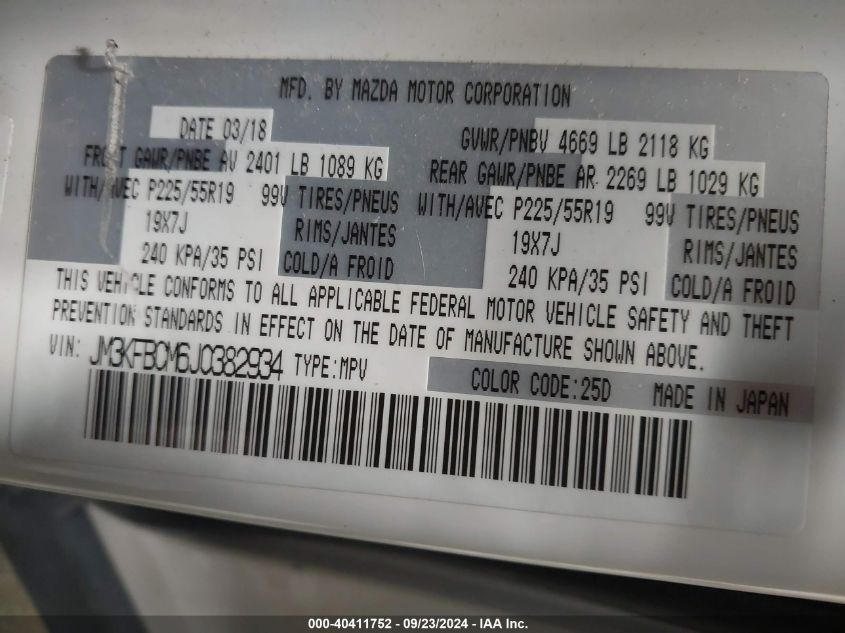 MFD. BY MAZDA MOTOR CORPORATION
DATE 03/18 GVWR/PNBV 4669 LB 2118 KG
FRONT GAWR/PNBE AV 2401 LB 1089 KG REAR GAWR/PNBE AR 2269 LB 1029 KG
WITH/AVEC P225/55R19 99V TIRES/PNEUS WITH/AVEC P225/55R19 99V TIRES/PNEUS
19X7J RIMS/JANTES 19X7J RIMS/JANTES
240 KPA/35 PSI COLD/A FROID 240 KPA/35 PSI COLD/A FROID
THIS VEHICLE CONFORMS TO ALL APPLICABLE FEDERAL MOTOR VEHICLE SAFETY AND THEFT
PREVENTION STANDARDS IN EFFECT ON THE DATE OF MANUFACTURE SHOWN ABOVE.
VIN: JM3KFBCM6J0382934 TYPE:MPV
COLOR CODE:25D MADE IN JAPAN
000-40411752 - 09/23/2024 - IAA Inc.